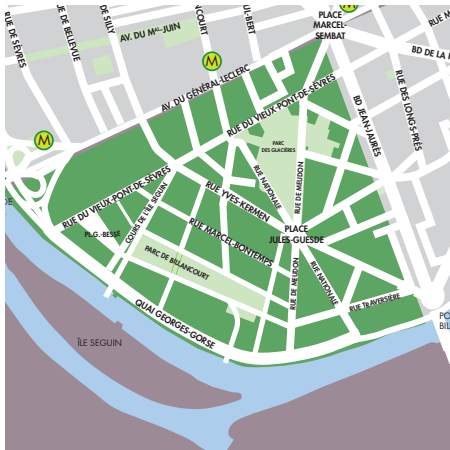 RUE DE SÈVRES
DE BELLEVUE
DE SILLY
AV. DU MAL-JUIN
M
PLACE
MARCEL-
SEMBAT
M
BD DE LA
M
AV. DU GÉNÉRAL-LECLERC
RUE DU VIEUX-PONT-DE-SÈVRES
BD JEAN-JAURÈS
RUE DES LONGS-PRÉS
PARC
DES GLACIÈRES
RUE NATIONALE
RUE DE MEUDON
RUE DU VIEUX-PONT-DE-SÈVRES
RUE YVES-KERMEN
COURS DE L'ÎLE SEGUIN
PL.G.-BESSE
RUE MARCEL-BONTEMPS
PLACE
JULES-GUESDE
PARC DE BILLANCOURT
RUE DE MEUDON
RUE NATIONALE
RUE TRAVERSIÈRE
QUAI GEORGES-GORSE
ÎLE SEGUIN